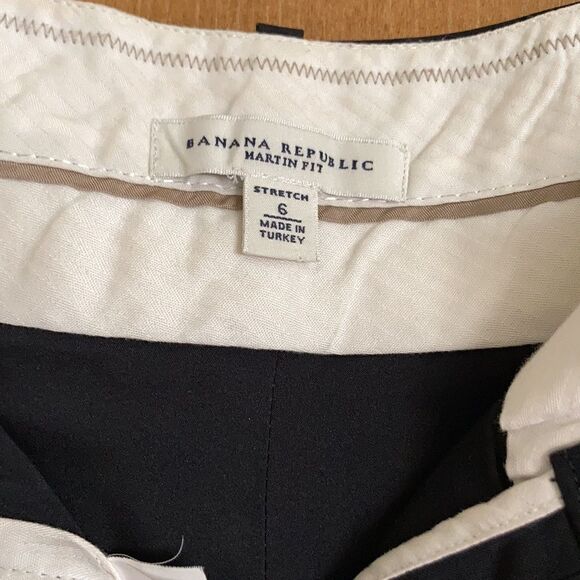 BANANA REPUBLIC
MARTIN FIT
STRETCH
6
MADE IN
TURKEY